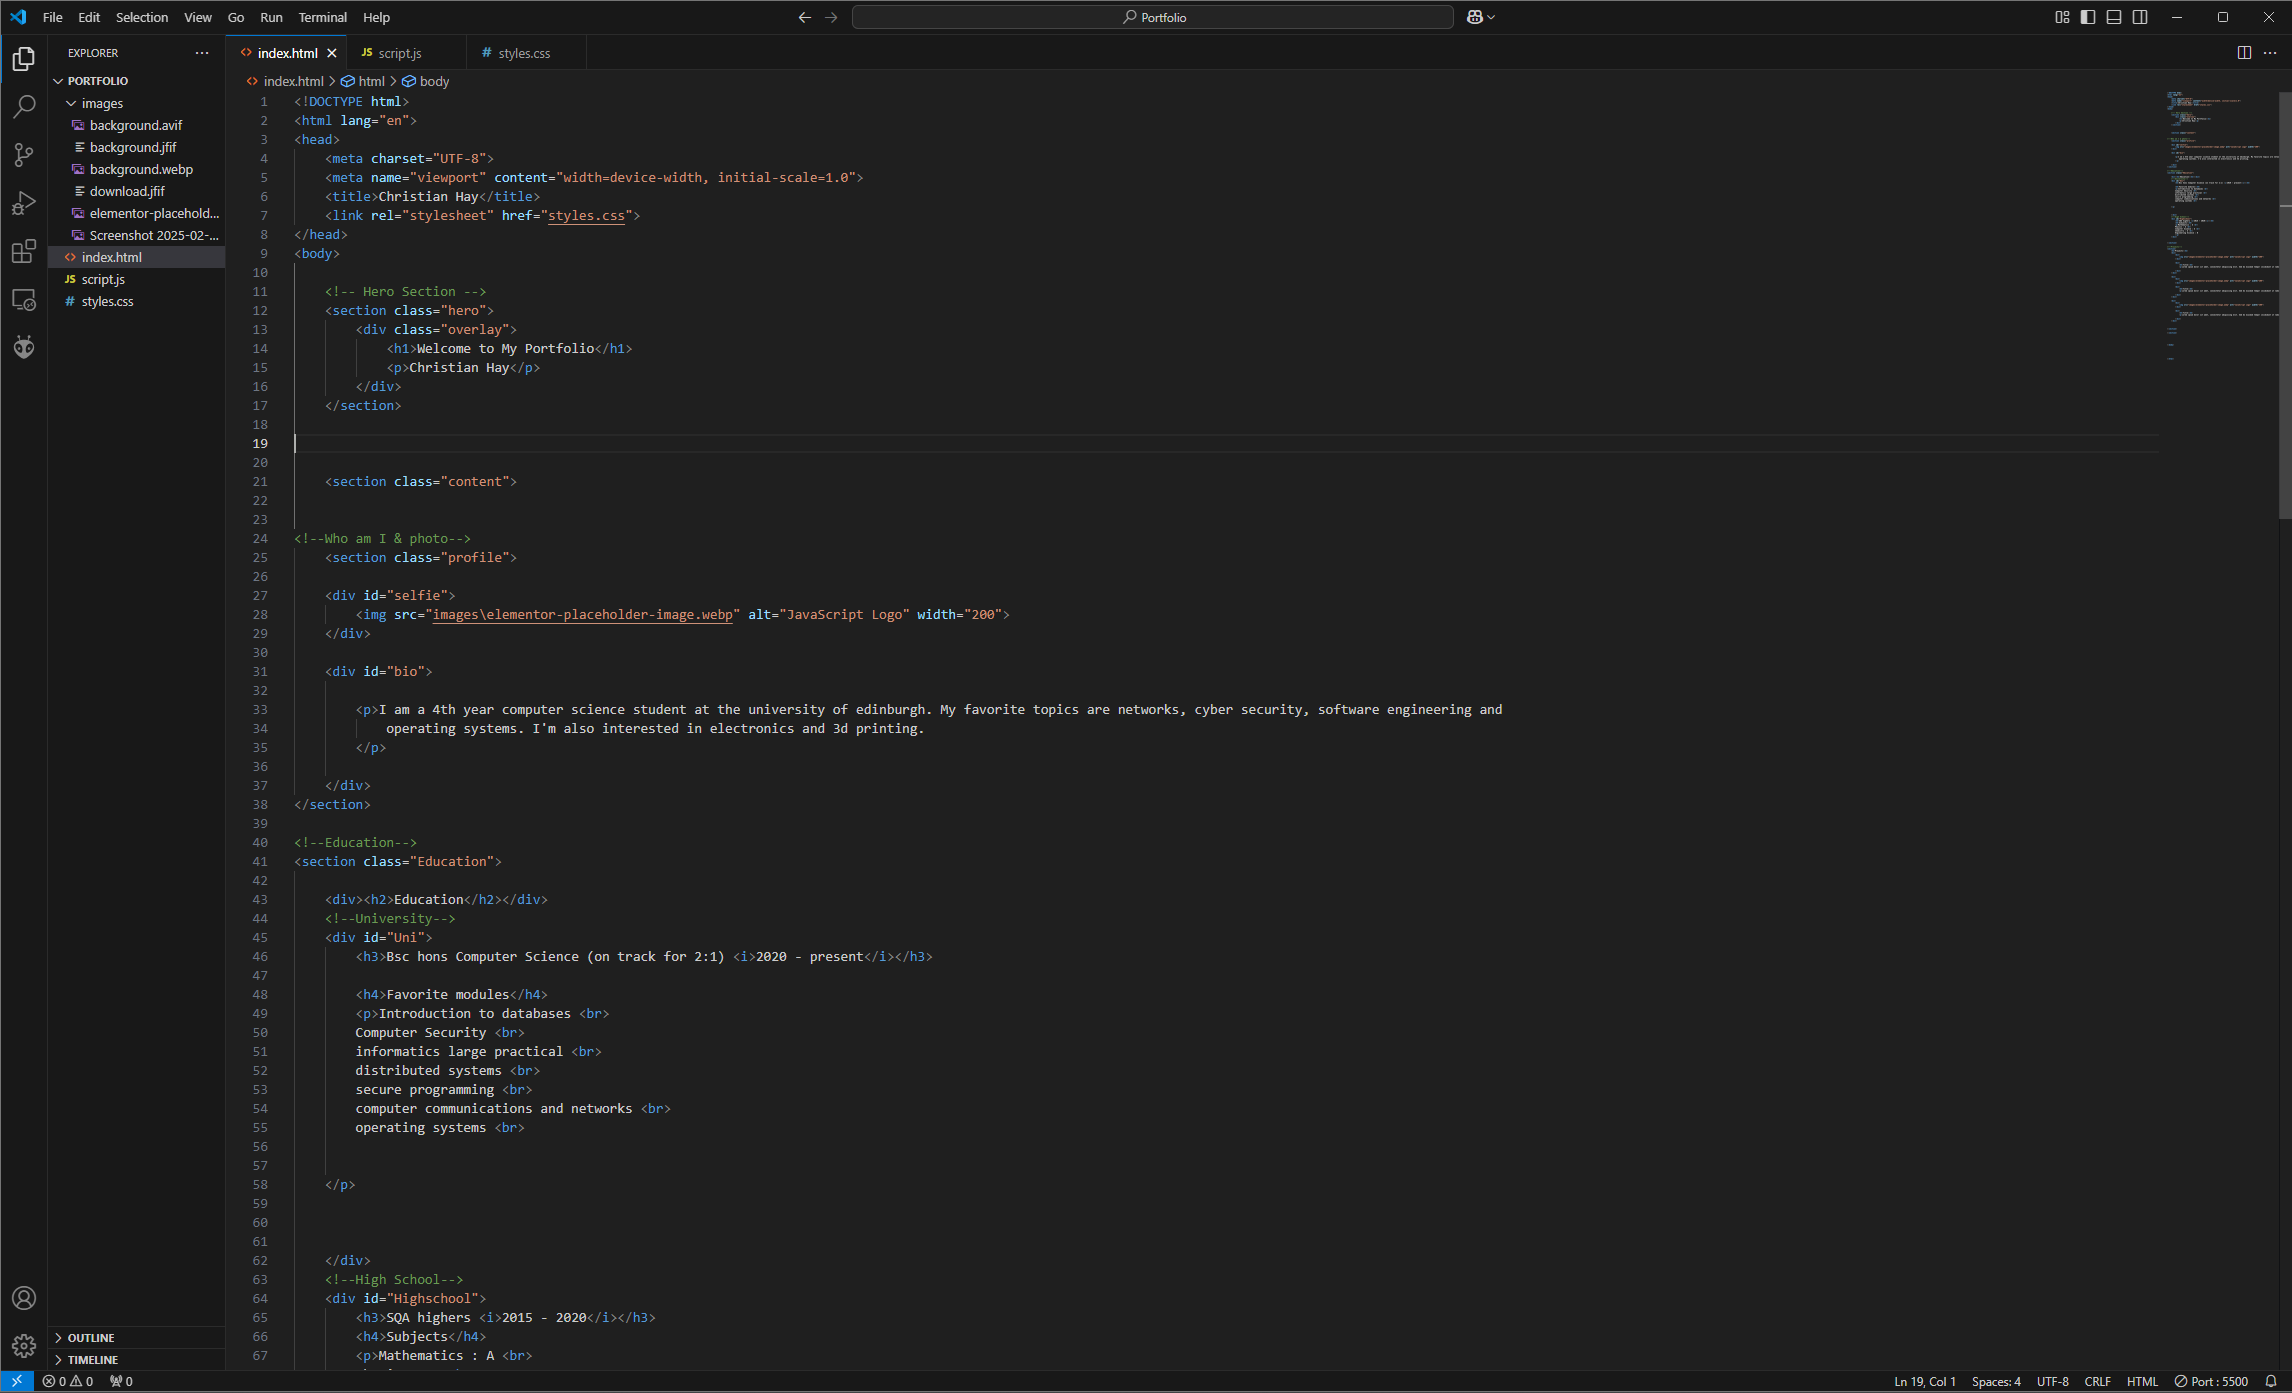 File Edit Selection View Go Run Terminal Help
Portfolio
EXPLORER
PORTFOLIO
images
background.avif
background.jfif
background.webp
download.jfif
elementor-placehold...
Screenshot 2025-02-...
index.html
script.js
styles.css
OUTLINE
TIMELINE
index.html script.js styles.css
index.html > html > body
1 <!DOCTYPE html>
2 <html lang="en">
3 <head>
4 <meta charset="UTF-8">
5 <meta name="viewport" content="width=device-width, initial-scale=1.0">
6 <title>Christian Hay</title>
7 <link rel="stylesheet" href="styles.css">
8 </head>
9 <body>
10
11 <!-- Hero Section -->
12 <section class="hero">
13 <div class="overlay">
14 <h1>Welcome to My Portfolio</h1>
15 <p>Christian Hay</p>
16 </div>
17 </section>
18
19
20
21 <section class="content">
22
23
24 <!--Who am I & photo-->
25 <section class="profile">
26
27 <div id="selfie">
28 <img src="images\elementor-placeholder-image.webp" alt="JavaScript Logo" width="200">
29 </div>
30
31 <div id="bio">
32
33 <p>I am a 4th year computer science student at the university of edinburgh. My favorite topics are networks, cyber security, software engineering and
34 operating systems. I'm also interested in electronics and 3d printing.
35 </p>
36
37 </div>
38 </section>
39
40 <!--Education-->
41 <section class="Education">
42
43 <div><h2>Education</h2></div>
44 <!--University-->
45 <div id="Uni">
46 <h3>Bsc hons Computer Science (on track for 2:1) <i>2020 - present</i></h3>
47
48 <h4>Favorite modules</h4>
49 <p>Introduction to databases <br>
50 Computer Security <br>
51 informatics large practical <br>
52 distributed systems <br>
53 secure programming <br>
54 computer communications and networks <br>
55 operating systems <br>
56
57
58 </p>
59
60
61
62 </div>
63 <!--High School-->
64 <div id="Highschool">
65 <h3>SQA highers <i>2015 - 2020</i></h3>
66 <h4>Subjects</h4>
67 <p>Mathematics : A <br>
0 0 0
Ln 19, Col 1 Spaces: 4 UTF-8 CRLF HTML Port : 5500